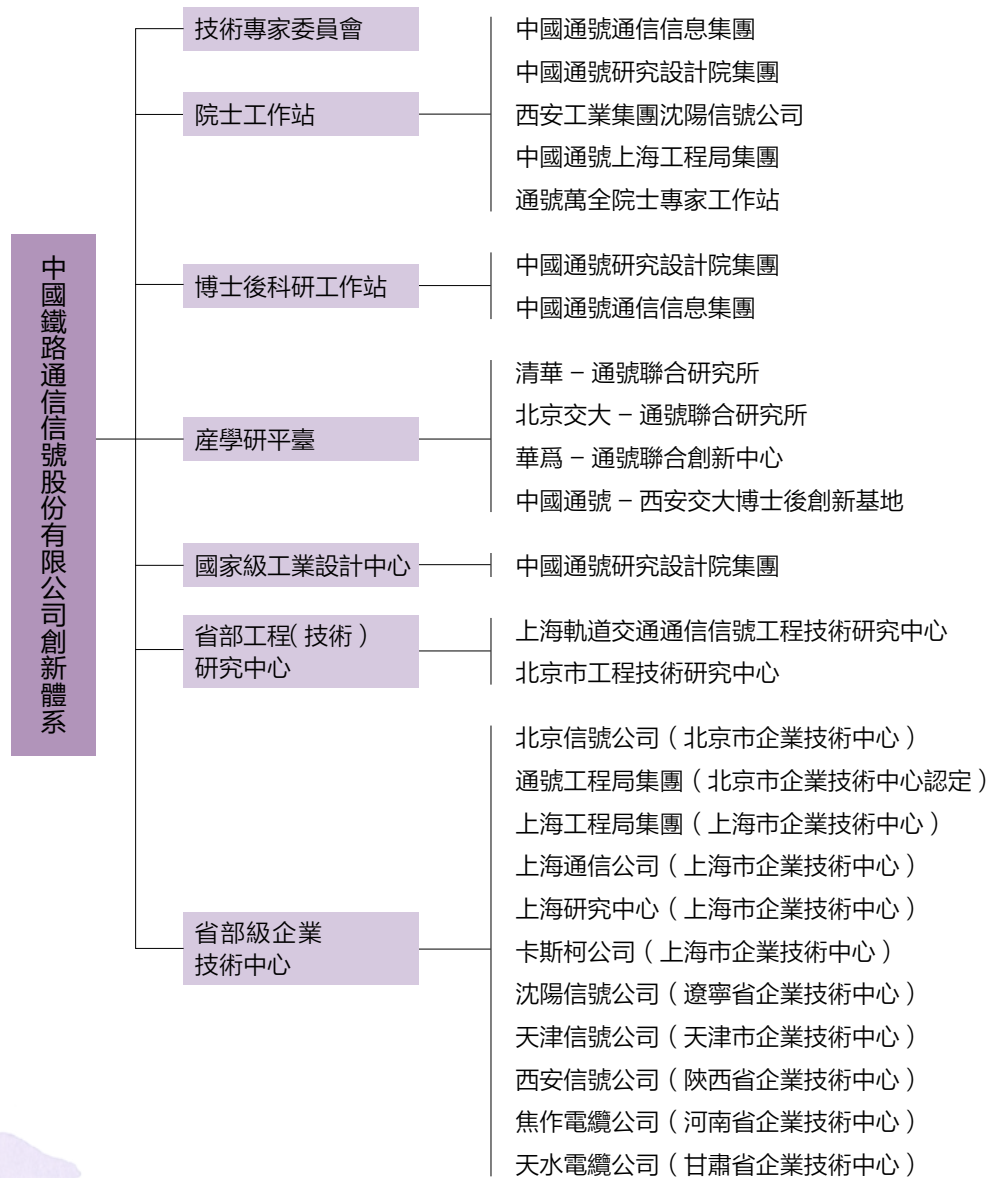 中國鐵路通信信號股份有限公司創新體系
技術專家委員會
院士工作站
中國通號通信信息集團
中國通號研究設計院集團
西安工業集團沈陽信號公司
中國通號上海工程局集團
通號萬全院士專家工作站
博士後科研工作站
中國通號研究設計院集團
中國通號通信信息集團
産學研平臺
清華 – 通號聯合研究所
北京交大 – 通號聯合研究所
華爲 – 通號聯合創新中心
中國通號 – 西安交大博士後創新基地
國家級工業設計中心
中國通號研究設計院集團
省部工程(技術)
研究中心
上海軌道交通通信信號工程技術研究中心
北京市工程技術研究中心
省部級企業
技術中心
北京信號公司(北京市企業技術中心)
通號工程局集團(北京市企業技術中心認定)
上海工程局集團(上海市企業技術中心)
上海通信公司(上海市企業技術中心)
上海研究中心(上海市企業技術中心)
卡斯柯公司(上海市企業技術中心)
沈陽信號公司(遼寧省企業技術中心)
天津信號公司(天津市企業技術中心)
西安信號公司(陝西省企業技術中心)
焦作電纜公司(河南省企業技術中心)
天水電纜公司(甘肅省企業技術中心)